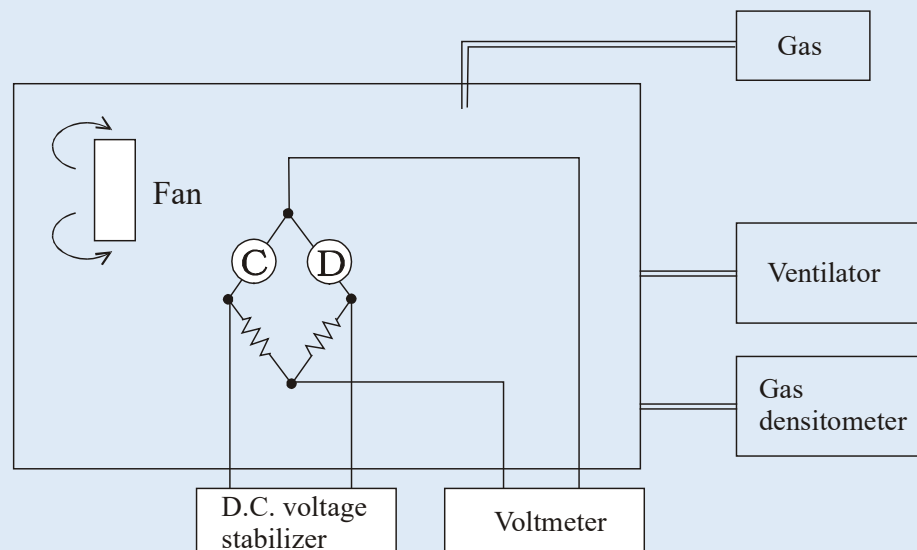 Gas
Fan
C
D
Ventilator
Gas
densitometer
D.C. voltage
stabilizer
Voltmeter